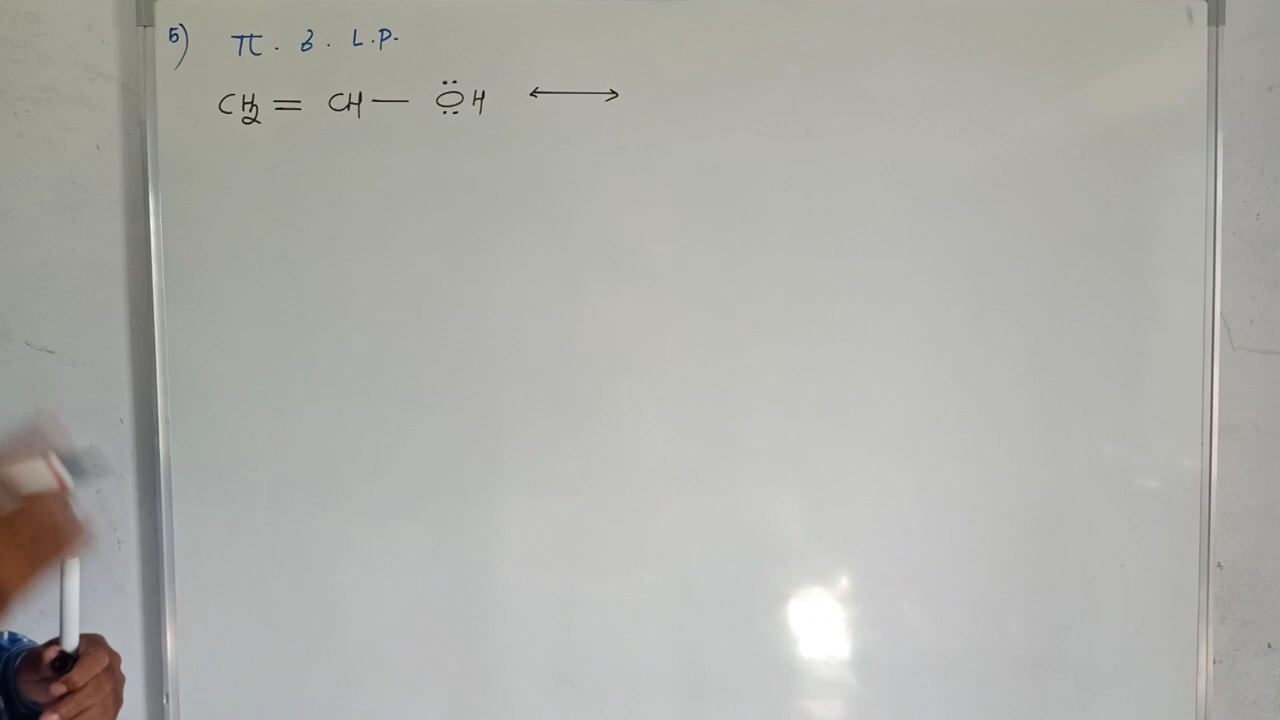 5) π . σ . L.P.
CH₂ = CH — ÖH ⟷